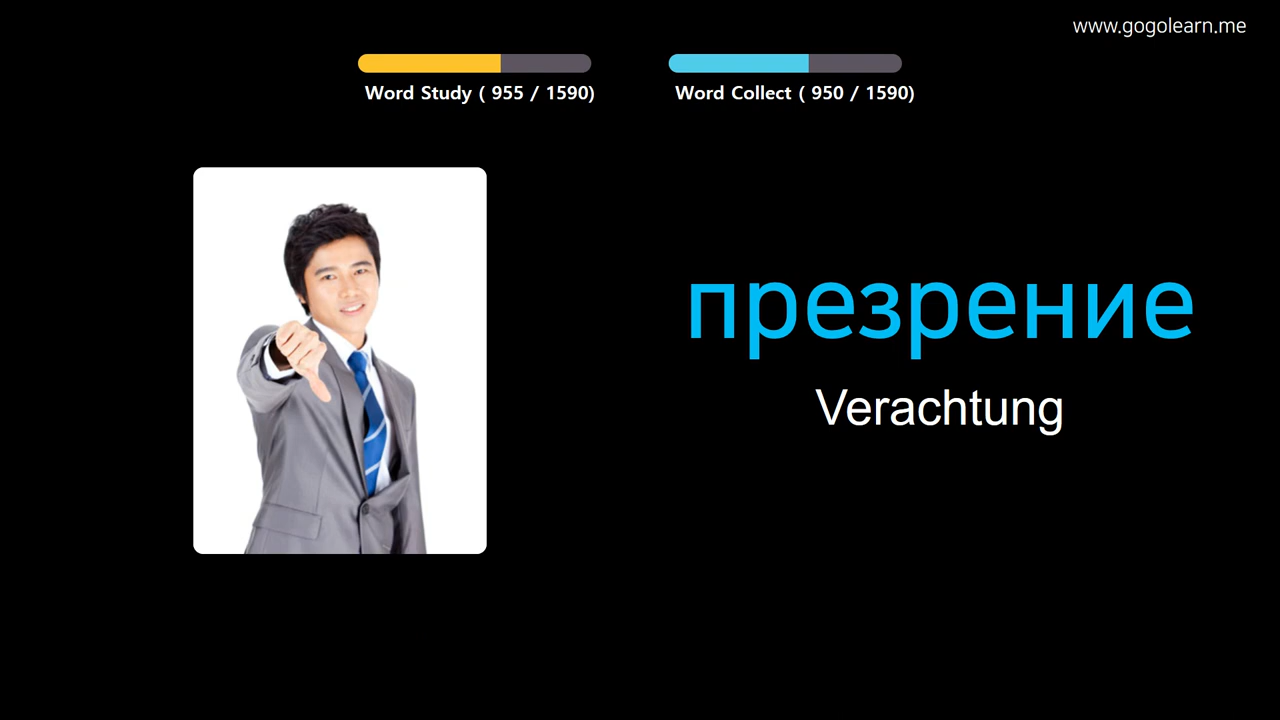 www.gogolearn.me
Word Study ( 955 / 1590)
Word Collect ( 950 / 1590)
презрение
Verachtung